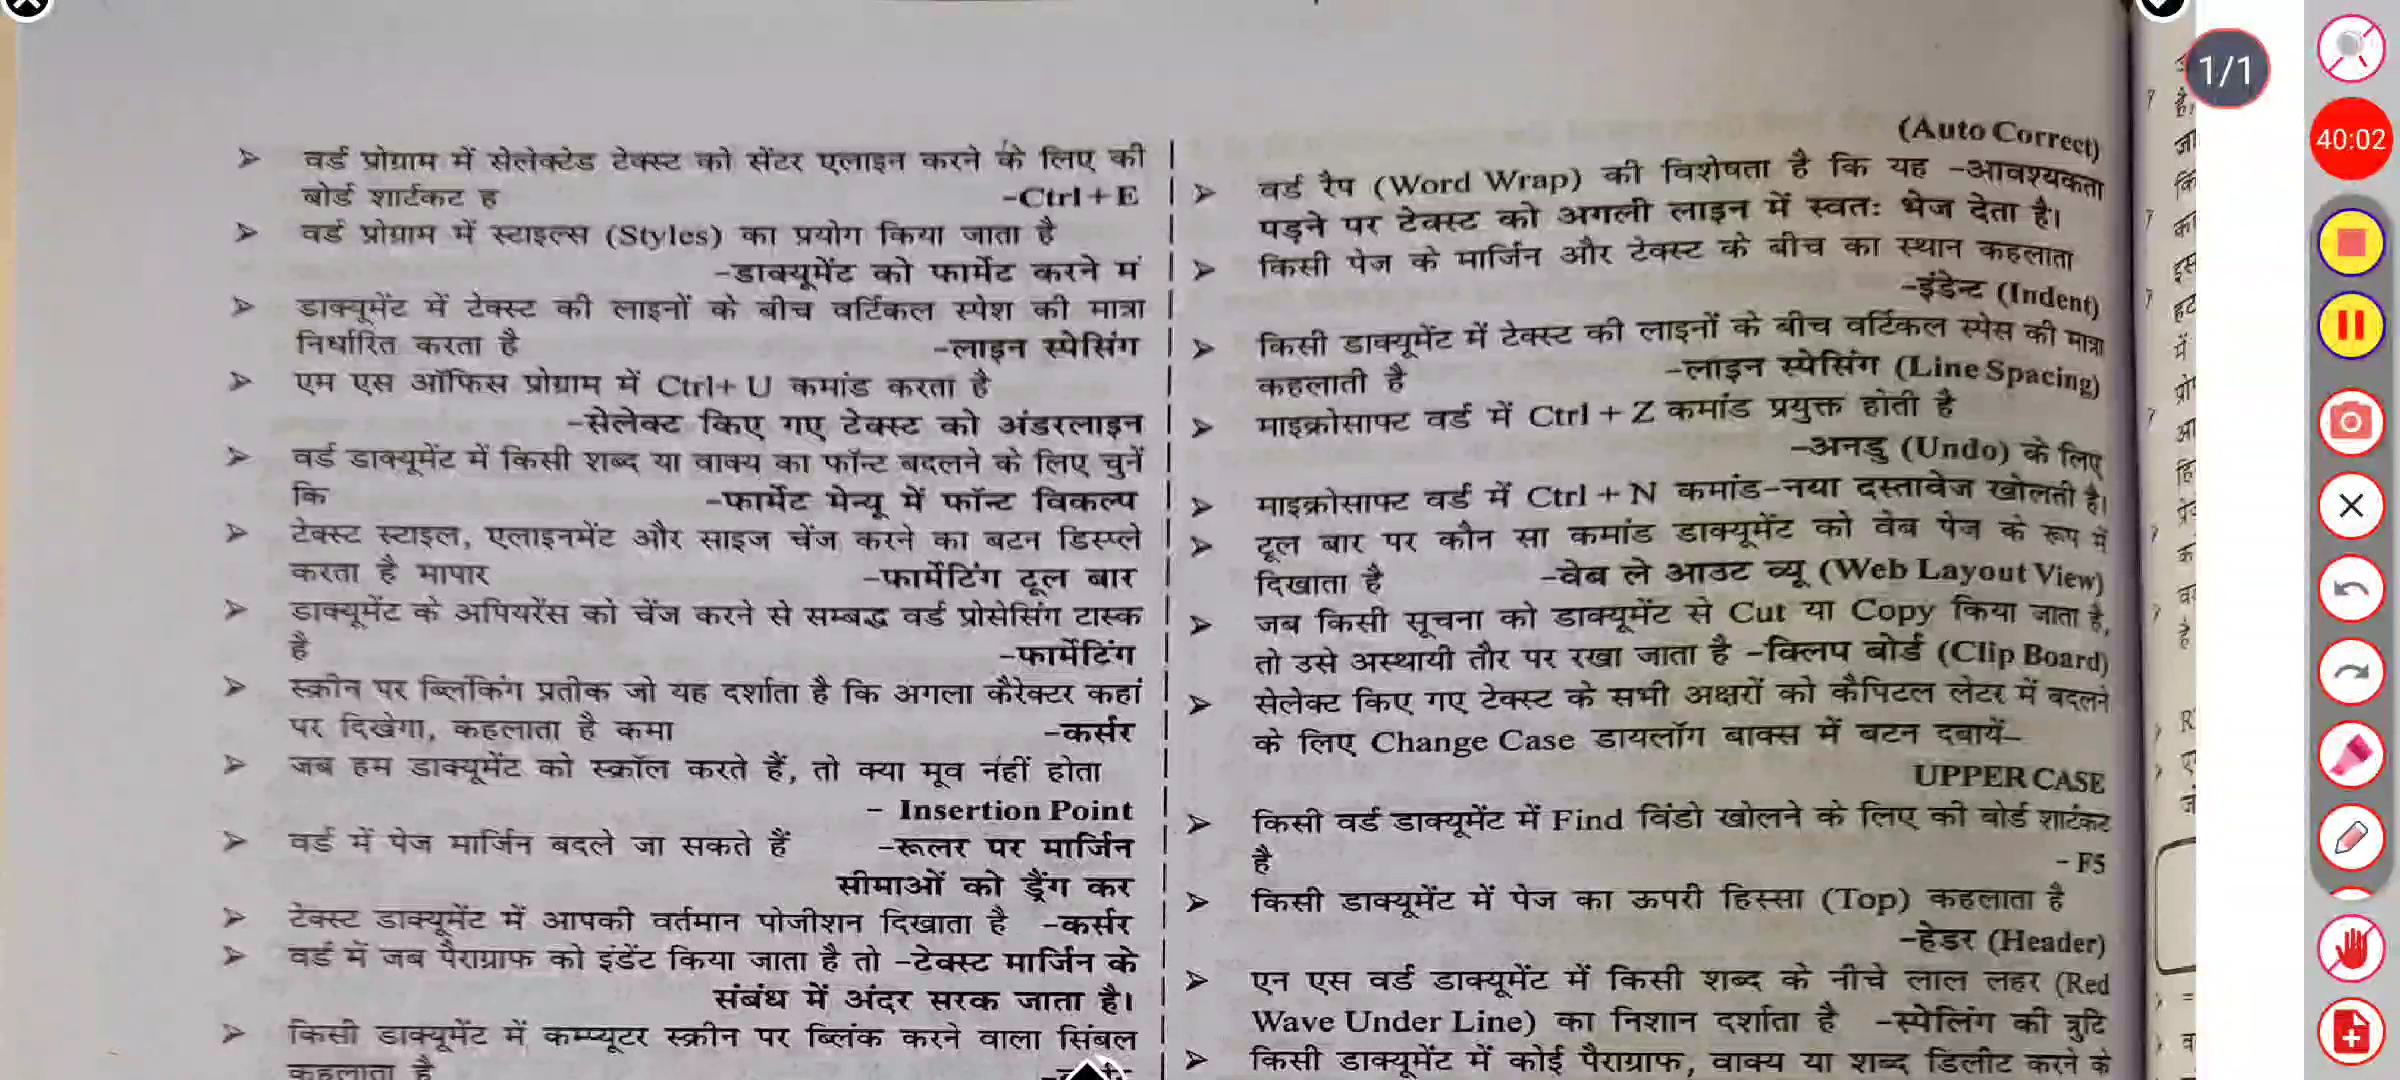 ➢ वर्ड प्रोग्राम में सेलेक्टेड टेक्स्ट को सेंटर एलाइन करने के लिए की
बोर्ड शार्टकट ह -Ctrl + E
➢ वर्ड प्रोग्राम में स्टाइल्स (Styles) का प्रयोग किया जाता है
-डाक्यूमेंट को फार्मेट करने मं
➢ डाक्यूमेंट में टेक्स्ट की लाइनों के बीच वर्टिकल स्पेश की मात्रा
निर्धारित करता है -लाइन स्पेसिंग
➢ एम एस ऑफिस प्रोग्राम में Ctrl+ U कमांड करता है
-सेलेक्ट किए गए टेक्स्ट को अंडरलाइन
➢ वर्ड डाक्यूमेंट में किसी शब्द या वाक्य का फॉन्ट बदलने के लिए चुनें
कि -फार्मेट मेन्यू में फॉन्ट विकल्प
➢ टेक्स्ट स्टाइल, एलाइनमेंट और साइज चेंज करने का बटन डिस्प्ले
करता है मापार -फार्मेटिंग टूल बार
➢ डाक्यूमेंट के अपियरेंस को चेंज करने से सम्बद्ध वर्ड प्रोसेसिंग टास्क
है -फार्मेटिंग
➢ स्क्रीन पर ब्लिंकिंग प्रतीक जो यह दर्शाता है कि अगला कैरेक्टर कहां
पर दिखेगा, कहलाता है कमा -कर्सर
➢ जब हम डाक्यूमेंट को स्क्रॉल करते हैं, तो क्या मूव नहीं होता
- Insertion Point
➢ वर्ड में पेज मार्जिन बदले जा सकते हैं -रूलर पर मार्जिन
सीमाओं को ड्रैंग कर
➢ टेक्स्ट डाक्यूमेंट में आपकी वर्तमान पोजीशन दिखाता है -कर्सर
➢ वर्ड में जब पैराग्राफ को इंडेंट किया जाता है तो -टेक्स्ट मार्जिन के
संबंध में अंदर सरक जाता है।
➢ किसी डाक्यूमेंट में कम्प्यूटर स्क्रीन पर ब्लिंक करने वाला सिंबल
कहलाता है
(Auto Correct)
➢ वर्ड रैप (Word Wrap) की विशेषता है कि यह -आवश्यकता
पड़ने पर टेक्स्ट को अगली लाइन में स्वतः भेज देता है।
➢ किसी पेज के मार्जिन और टेक्स्ट के बीच का स्थान कहलाता
-इंडेन्ट (Indent)
➢ किसी डाक्यूमेंट में टेक्स्ट की लाइनों के बीच वर्टिकल स्पेस की मात्रा
कहलाती है -लाइन स्पेसिंग (Line Spacing)
➢ माइक्रोसाफ्ट वर्ड में Ctrl + Z कमांड प्रयुक्त होती है
-अनडु (Undo) के लिए
➢ माइक्रोसाफ्ट वर्ड में Ctrl + N कमांड-नया दस्तावेज खोलती है।
➢ टूल बार पर कौन सा कमांड डाक्यूमेंट को वेब पेज के रूप में
दिखाता है -वेब ले आउट व्यू (Web Layout View)
➢ जब किसी सूचना को डाक्यूमेंट से Cut या Copy किया जाता है,
तो उसे अस्थायी तौर पर रखा जाता है -क्लिप बोर्ड (Clip Board)
➢ सेलेक्ट किए गए टेक्स्ट के सभी अक्षरों को कैपिटल लेटर में बदलने
के लिए Change Case डायलॉग बाक्स में बटन दबायें-
UPPER CASE
➢ किसी वर्ड डाक्यूमेंट में Find विंडो खोलने के लिए की बोर्ड शार्टकट
है - F5
➢ किसी डाक्यूमेंट में पेज का ऊपरी हिस्सा (Top) कहलाता है
-हेडर (Header)
➢ एन एस वर्ड डाक्यूमेंट में किसी शब्द के नीचे लाल लहर (Red
Wave Under Line) का निशान दर्शाता है -स्पेलिंग की त्रुटि
➢ किसी डाक्यूमेंट में कोई पैराग्राफ, वाक्य या शब्द डिलीट करने के
1/1
40:02